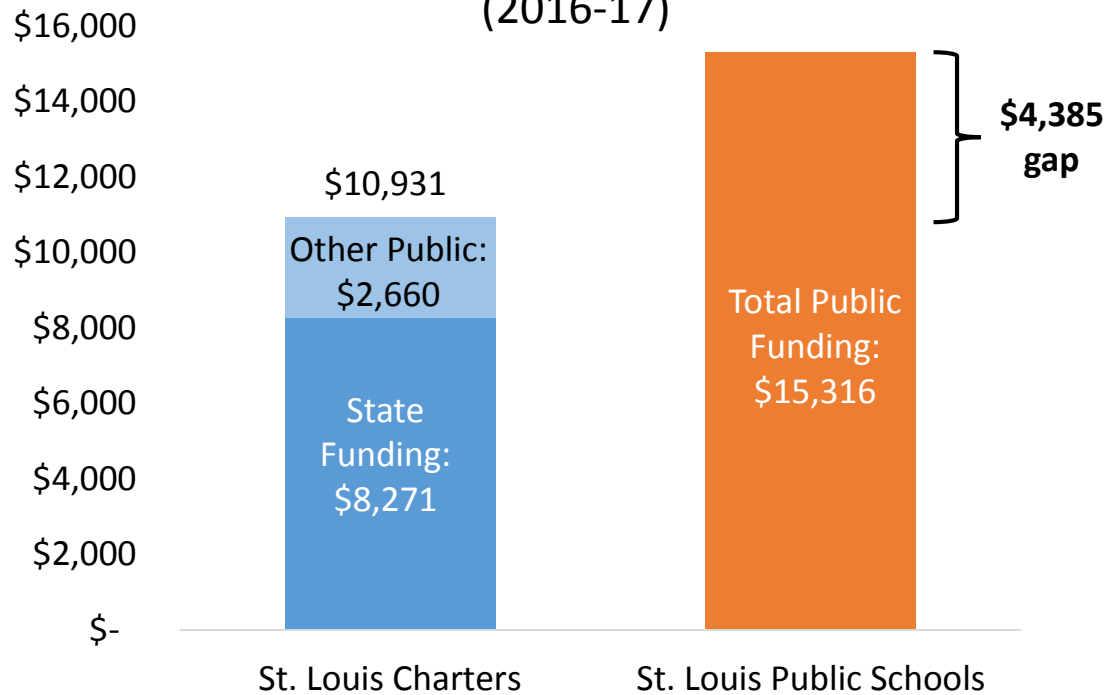 (2016-17)
$16,000
$14,000
$12,000
$10,000
$8,000
$6,000
$4,000
$2,000
$-
$10,931
Other Public:
$2,660
State
Funding:
$8,271
Total Public
Funding:
$15,316
$4,385
gap
St. Louis Charters
St. Louis Public Schools